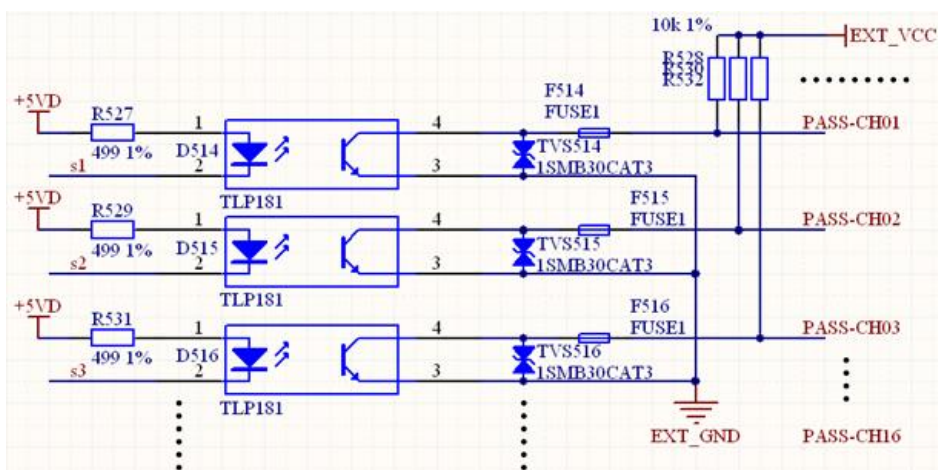 10k 1%
EXT_VCC
R528
R530
R532
F514
FUSE1
+5VD
R527
1
4
PASS-CH01
499 1%
D514
TVS514
s1
2
3
1SMB30CAT3
TLP181
F515
FUSE1
+5VD
R529
1
4
PASS-CH02
499 1%
D515
TVS515
s2
2
3
1SMB30CAT3
TLP181
F516
FUSE1
+5VD
R531
1
4
PASS-CH03
499 1%
D516
TVS516
s3
2
3
1SMB30CAT3
TLP181
EXT_GND
PASS-CH16